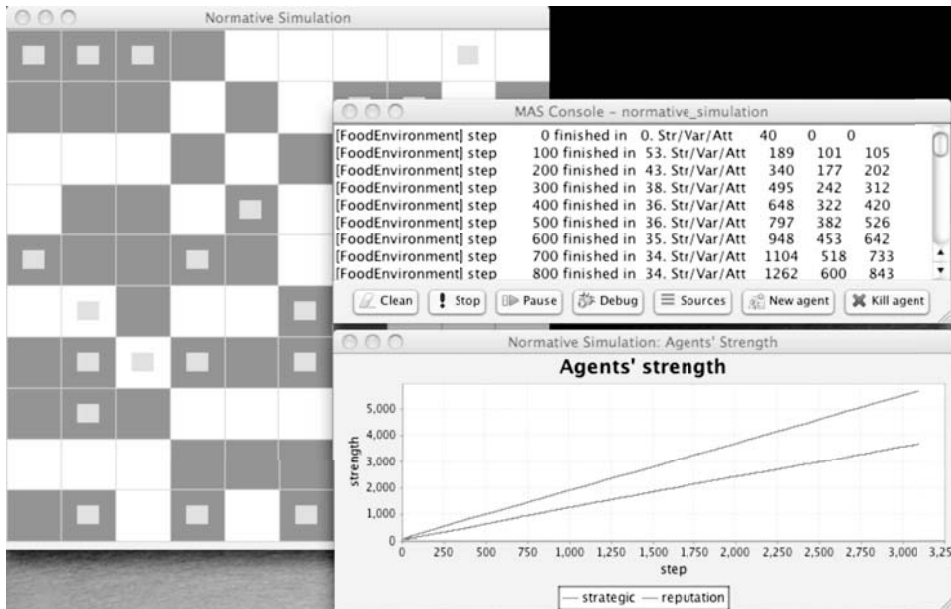 Normative Simulation
MAS Console – normative_simulation
[FoodEnvironment] step 0 finished in 0. Str/Var/Att 40 0 0
[FoodEnvironment] step 100 finished in 53. Str/Var/Att 189 101 105
[FoodEnvironment] step 200 finished in 43. Str/Var/Att 340 177 202
[FoodEnvironment] step 300 finished in 38. Str/Var/Att 495 242 312
[FoodEnvironment] step 400 finished in 36. Str/Var/Att 648 322 420
[FoodEnvironment] step 500 finished in 36. Str/Var/Att 797 382 526
[FoodEnvironment] step 600 finished in 35. Str/Var/Att 948 453 642
[FoodEnvironment] step 700 finished in 34. Str/Var/Att 1104 518 733
[FoodEnvironment] step 800 finished in 34. Str/Var/Att 1262 600 843
Clean Stop Pause Debug Sources New agent Kill agent
Normative Simulation: Agents' Strength
Agents' strength
strength
5,000
4,000
3,000
2,000
1,000
0
0 250 500 750 1,000 1,250 1,500 1,750 2,000 2,250 2,500 2,750 3,000 3,25
step
strategic reputation